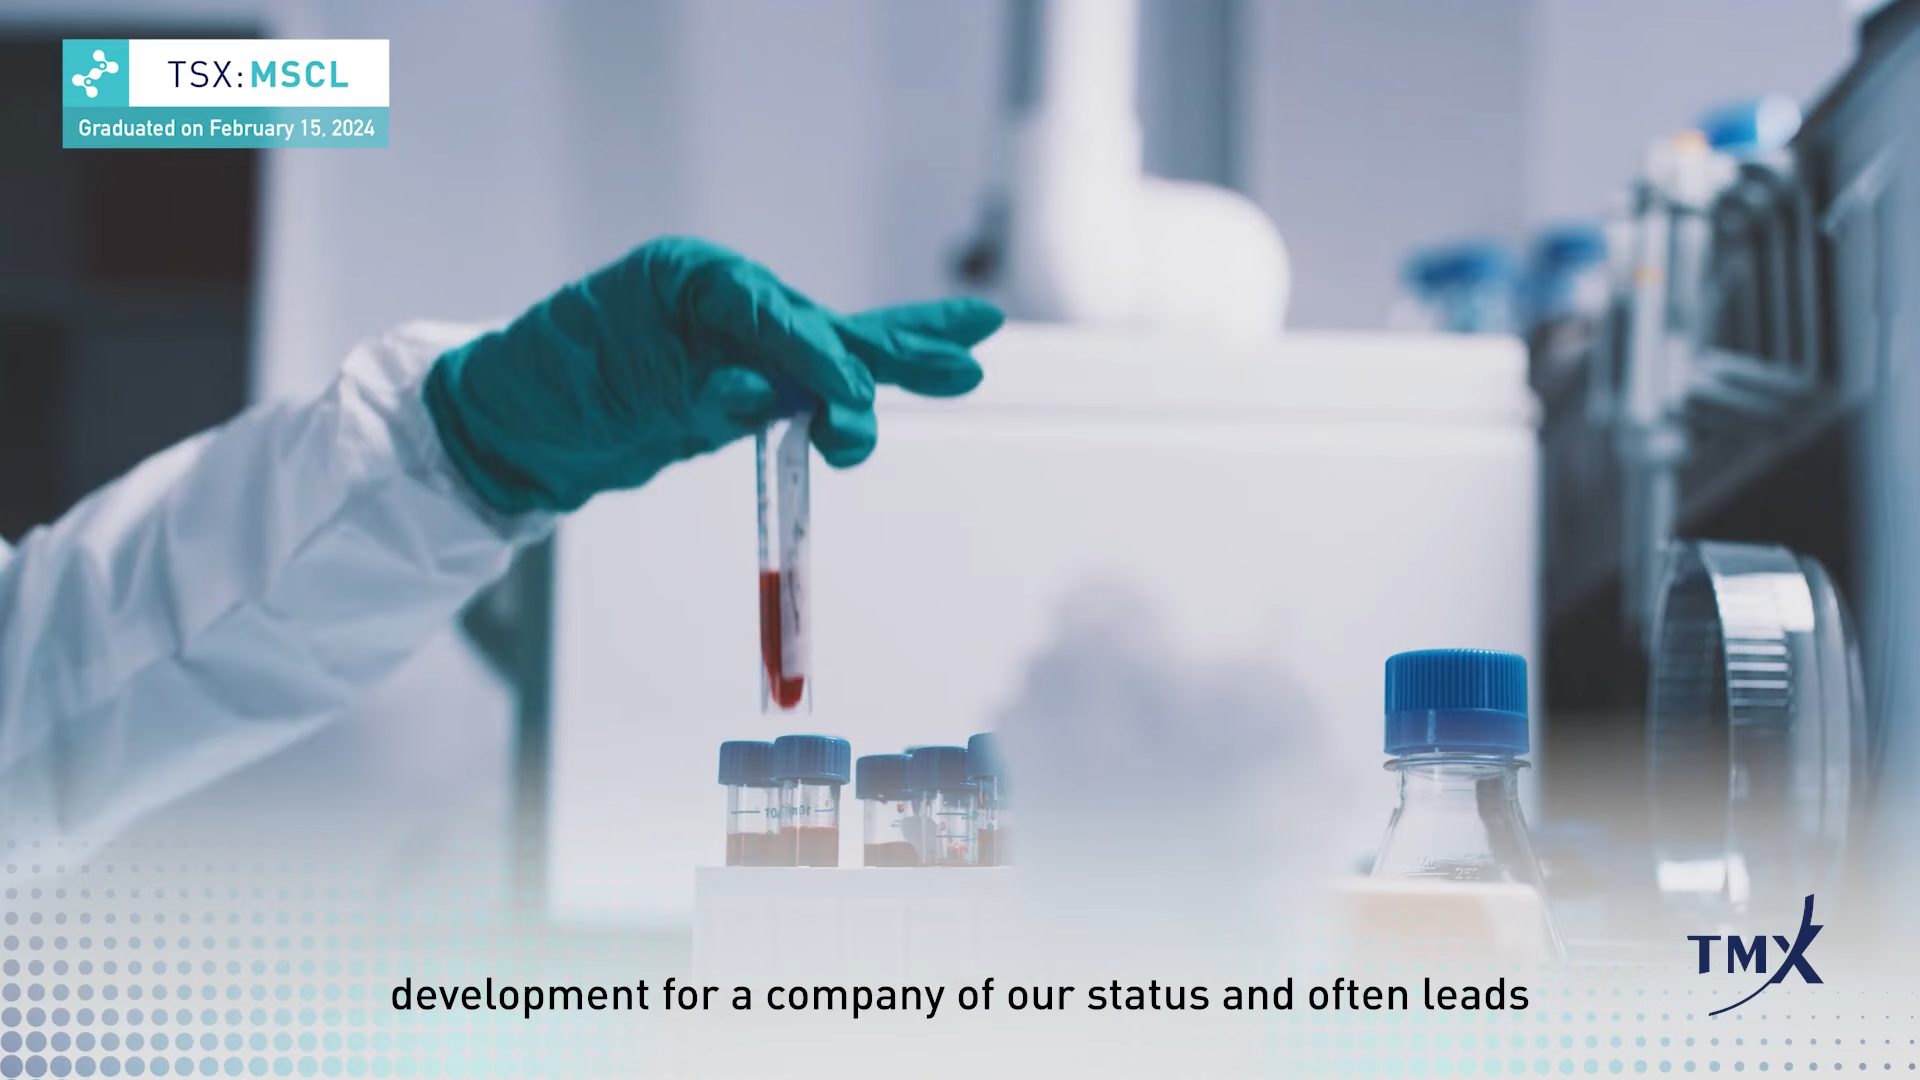 TSX:MSCL
Graduated on February 15, 2024
TMX
development for a company of our status and often leads